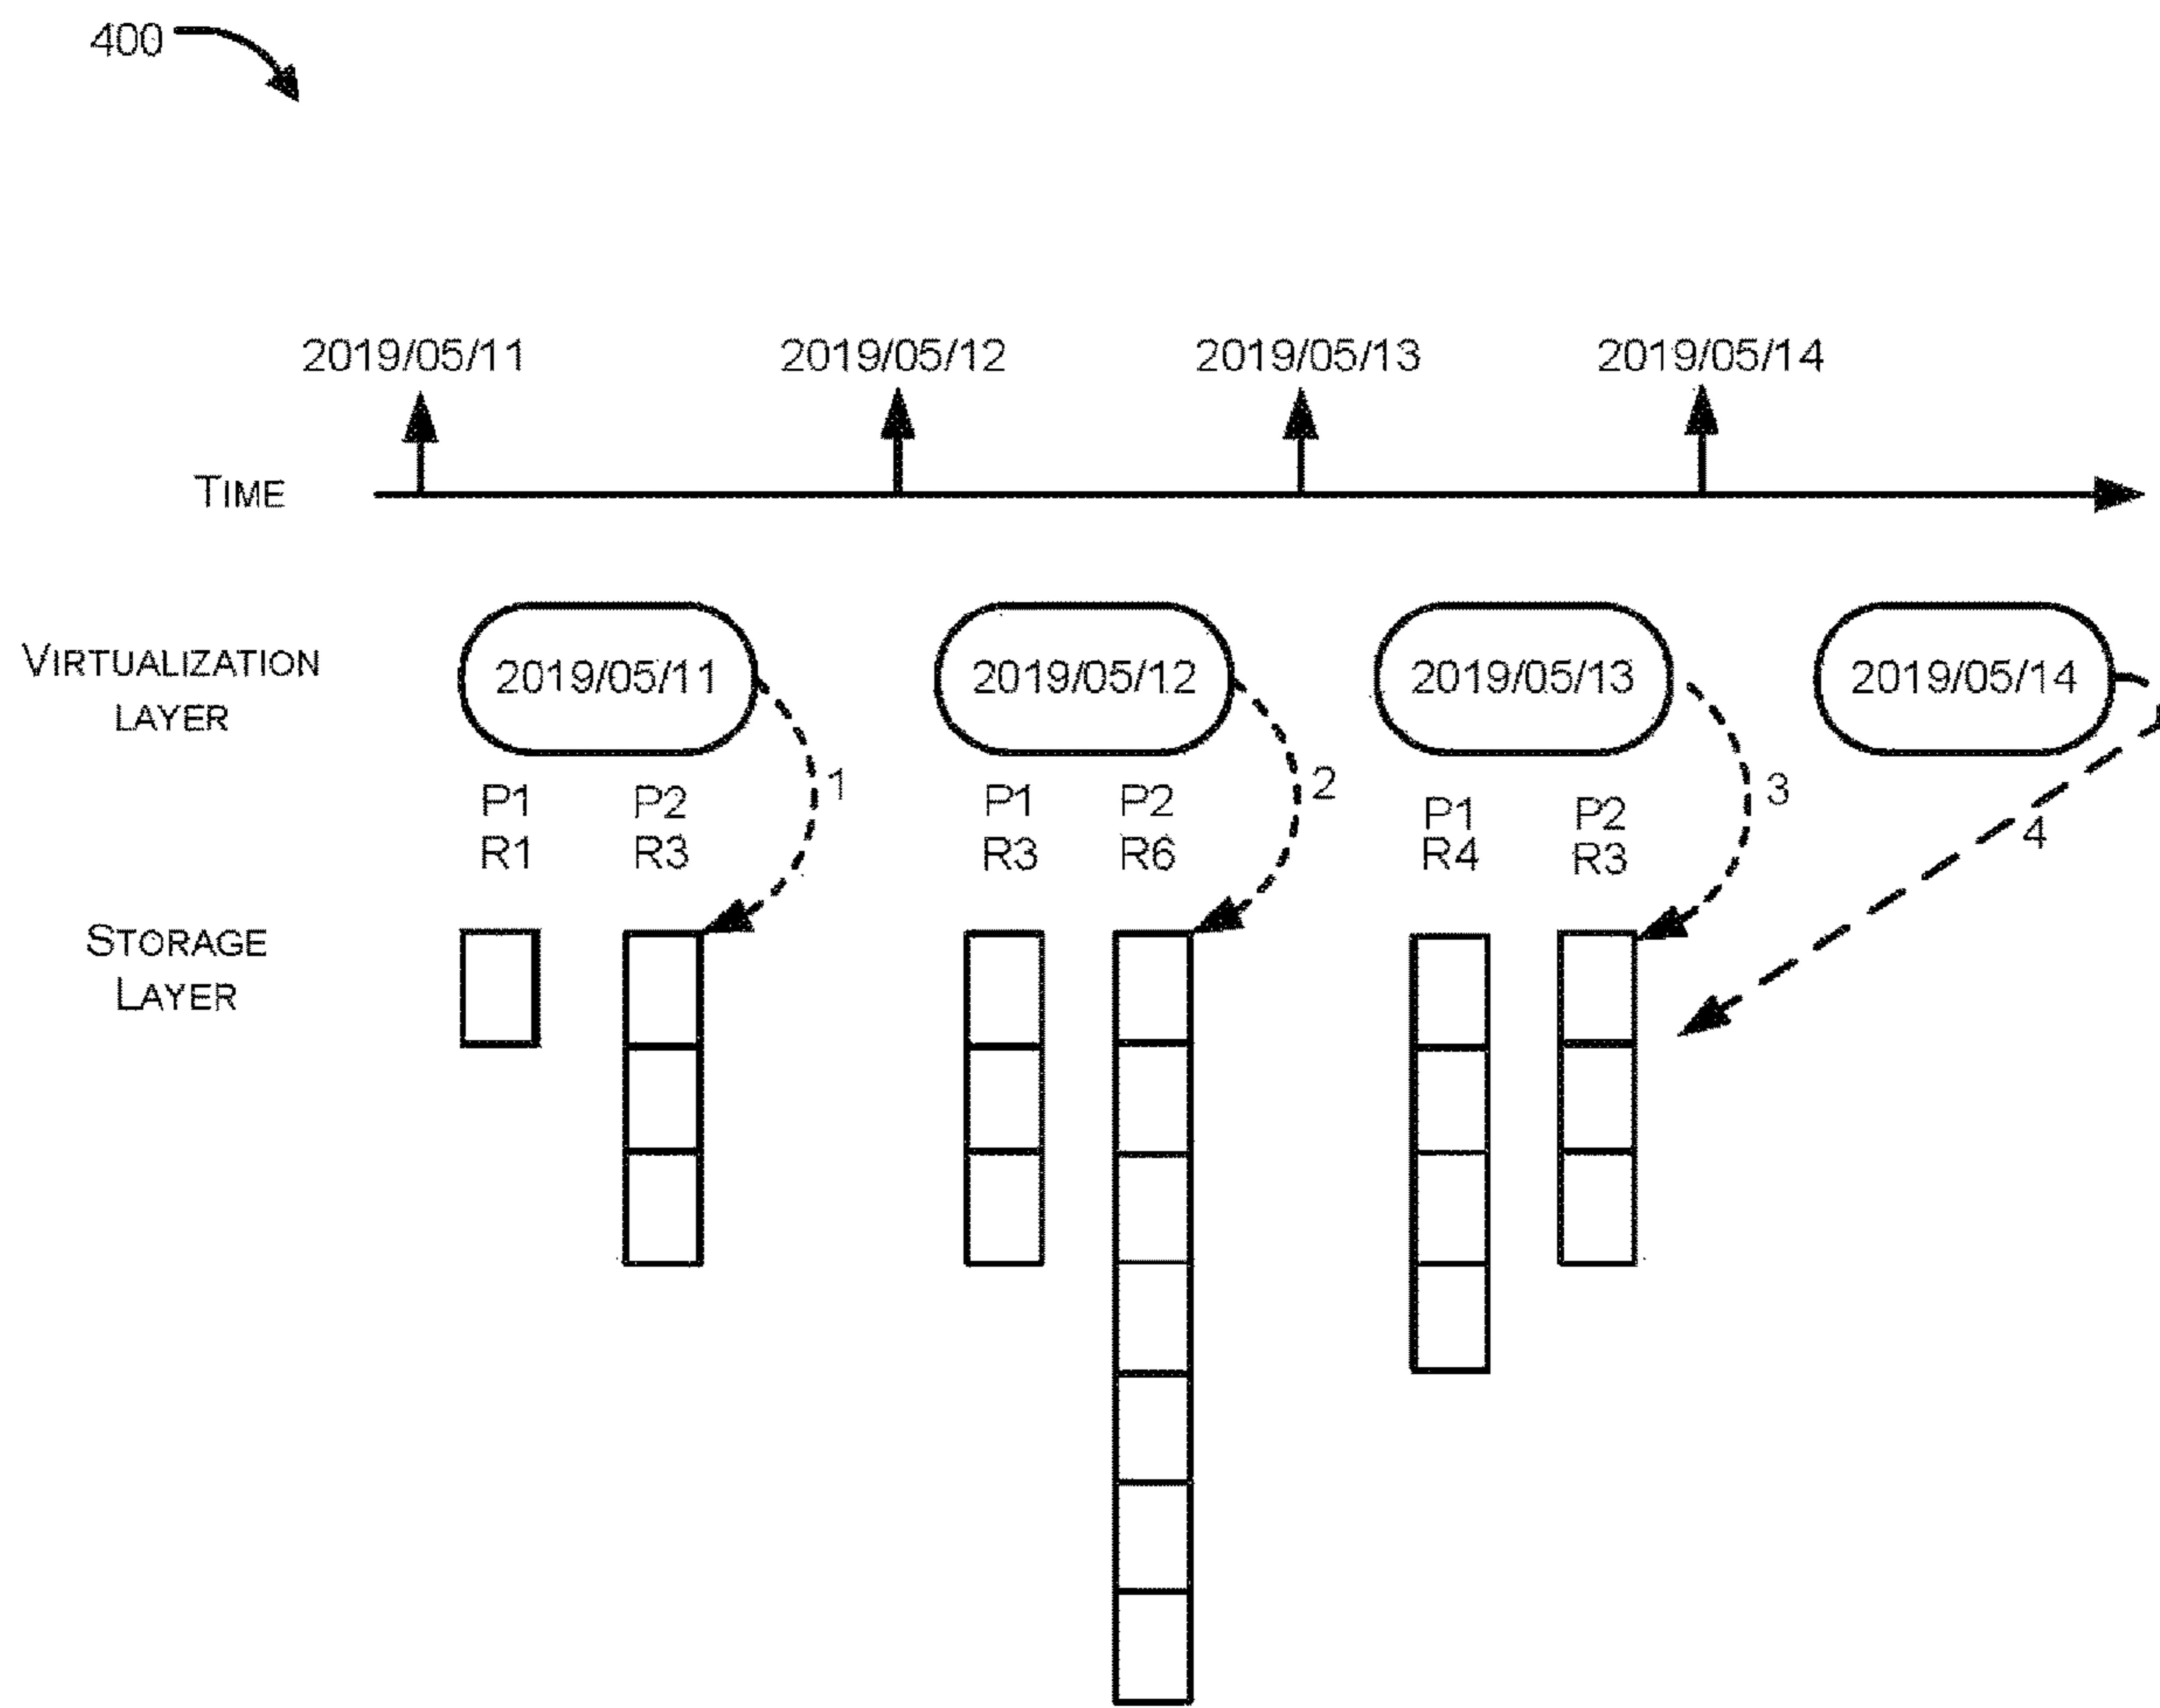 400
2019/05/11 2019/05/12 2019/05/13 2019/05/14
TIME
VIRTUALIZATION
LAYER
2019/05/11 2019/05/12 2019/05/13 2019/05/14
1 2 3 4
P1 P2 P1 P2 P1 P2
R1 R3 R3 R6 R4 R3
STORAGE
LAYER